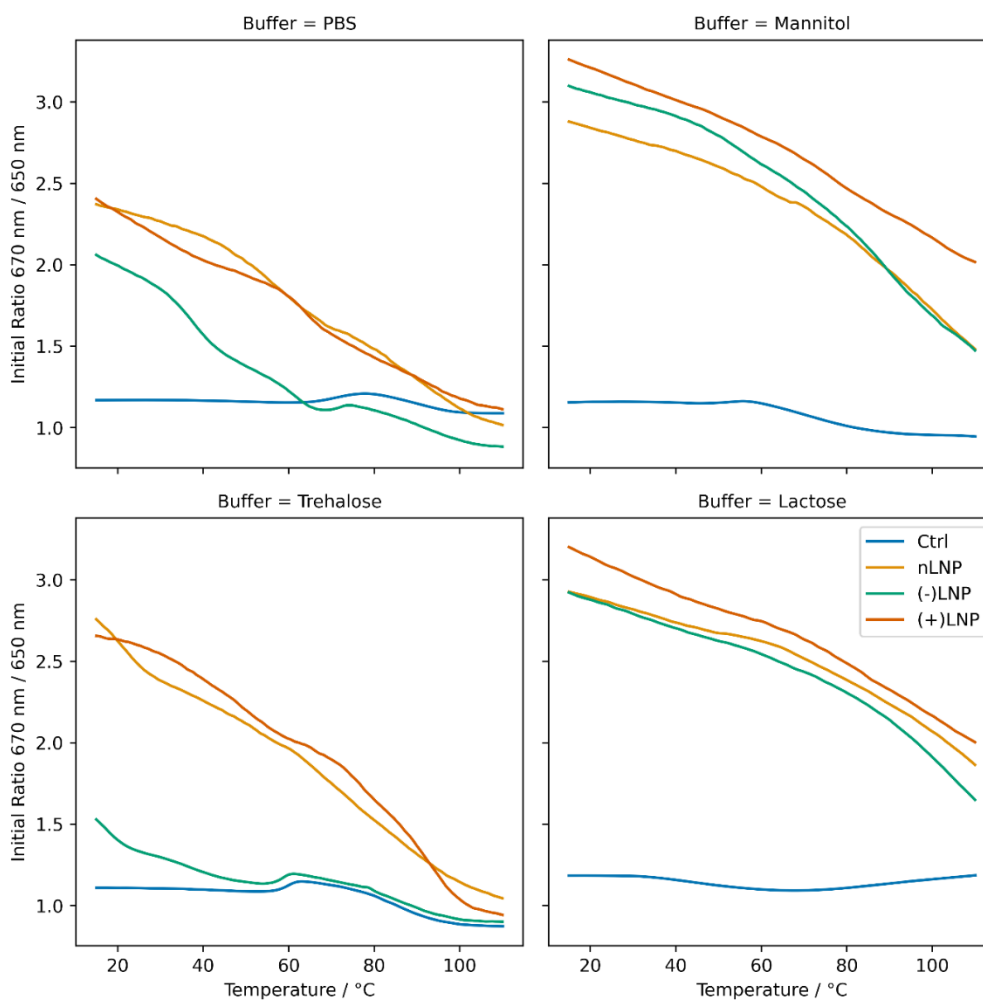 Buffer = PBS
Buffer = Mannitol
Initial Ratio 670 nm / 650 nm
3.0
2.5
2.0
1.5
1.0
Buffer = Trehalose
Buffer = Lactose
Initial Ratio 670 nm / 650 nm
3.0
2.5
2.0
1.5
1.0
Ctrl
nLNP
(-)LNP
(+)LNP
20 40 60 80 100
20 40 60 80 100
Temperature / °C
Temperature / °C